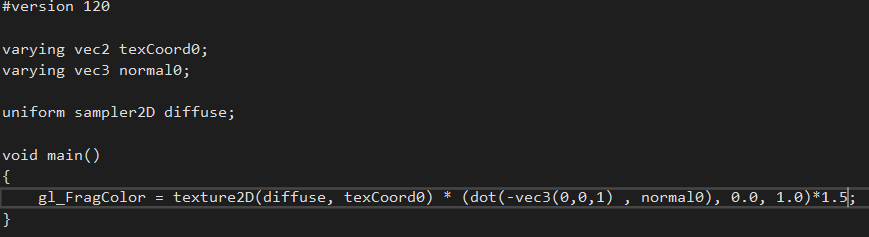 #version 120
varying vec2 texCoord0;
varying vec3 normal0;
uniform sampler2D diffuse;
void main()
{
gl_FragColor = texture2D(diffuse, texCoord0) * (dot(-vec3(0,0,1) , normal0), 0.0, 1.0)*1.5;
}